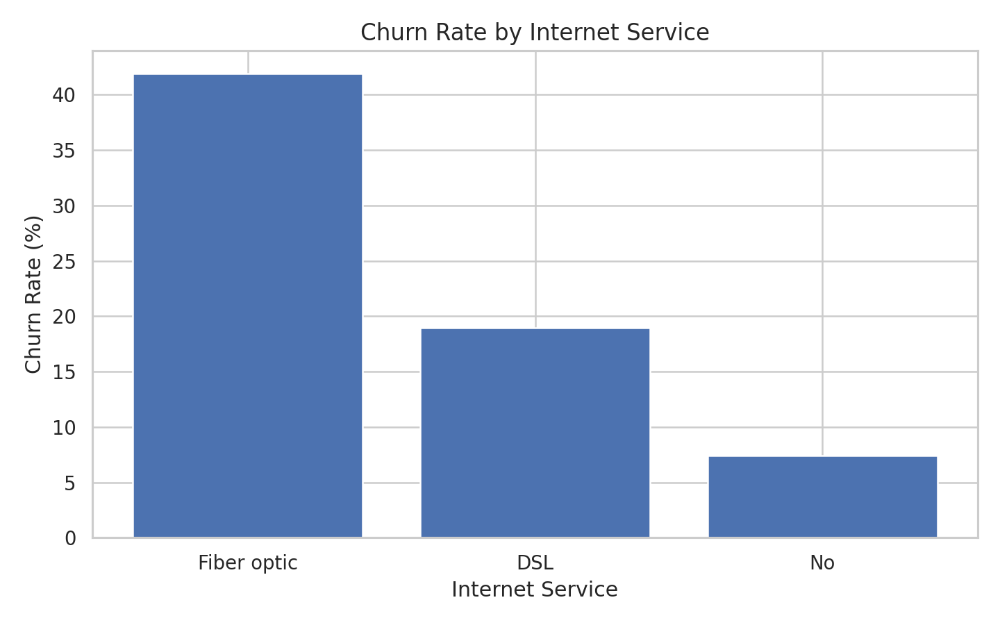 Churn Rate by Internet Service
Churn Rate (%)
40
35
30
25
20
15
10
5
0
Fiber optic
DSL
No
Internet Service